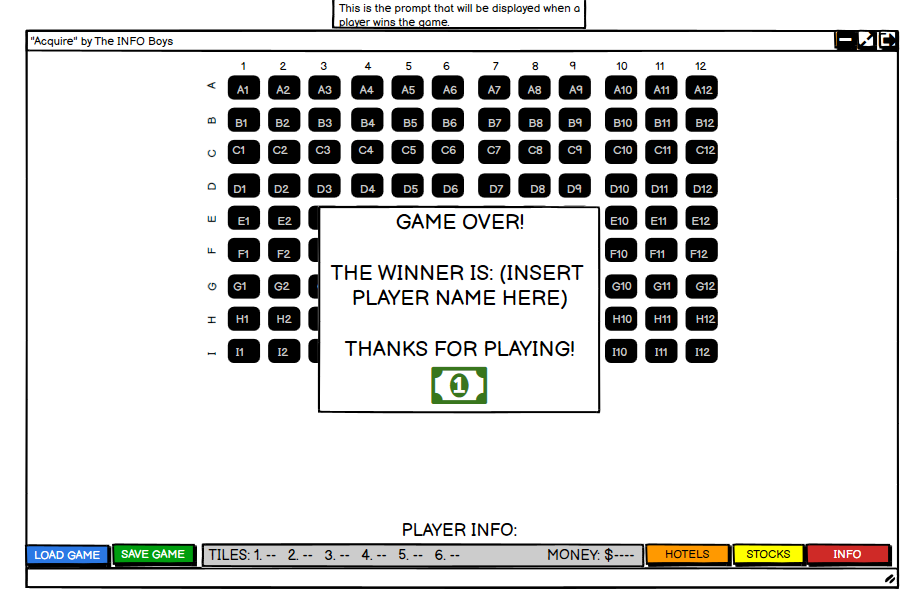 This is the prompt that will be displayed when a
player wins the game.
"Acquire" by The INFO Boys
1 2 3 4 5 6 7 8 9 10 11 12
A A1 A2 A3 A4 A5 A6 A7 A8 A9 A10 A11 A12
B B1 B2 B3 B4 B5 B6 B7 B8 B9 B10 B11 B12
C C1 C2 C3 C4 C5 C6 C7 C8 C9 C10 C11 C12
D D1 D2 D3 D4 D5 D6 D7 D8 D9 D10 D11 D12
E E1 E2 E10 E11 E12
F F1 F2 F10 F11 F12
G G1 G2 G10 G11 G12
H H1 H2 H10 H11 H12
I I1 I2 I10 I11 I12
GAME OVER!
THE WINNER IS: (INSERT
PLAYER NAME HERE)
THANKS FOR PLAYING!
1
PLAYER INFO:
LOAD GAME SAVE GAME TILES: 1. -- 2. -- 3. -- 4. -- 5. -- 6. -- MONEY: $---- HOTELS STOCKS INFO